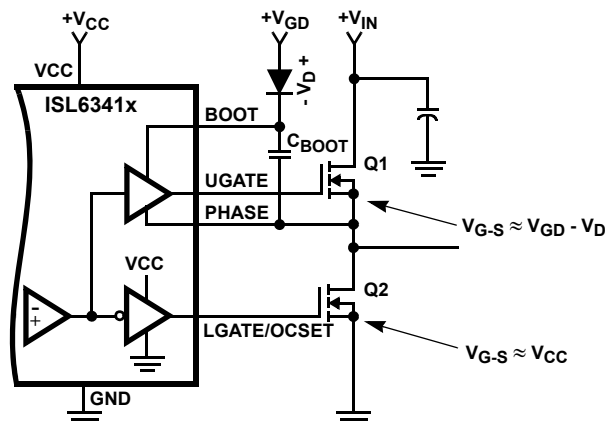 +VCC
+VGD
+VIN
VCC
ISL6341x
- VD +
BOOT
CBOOT
UGATE
Q1
PHASE
VG-S ≈ VGD - VD
VCC
Q2
- +
LGATE/OCSET
VG-S ≈ VCC
GND